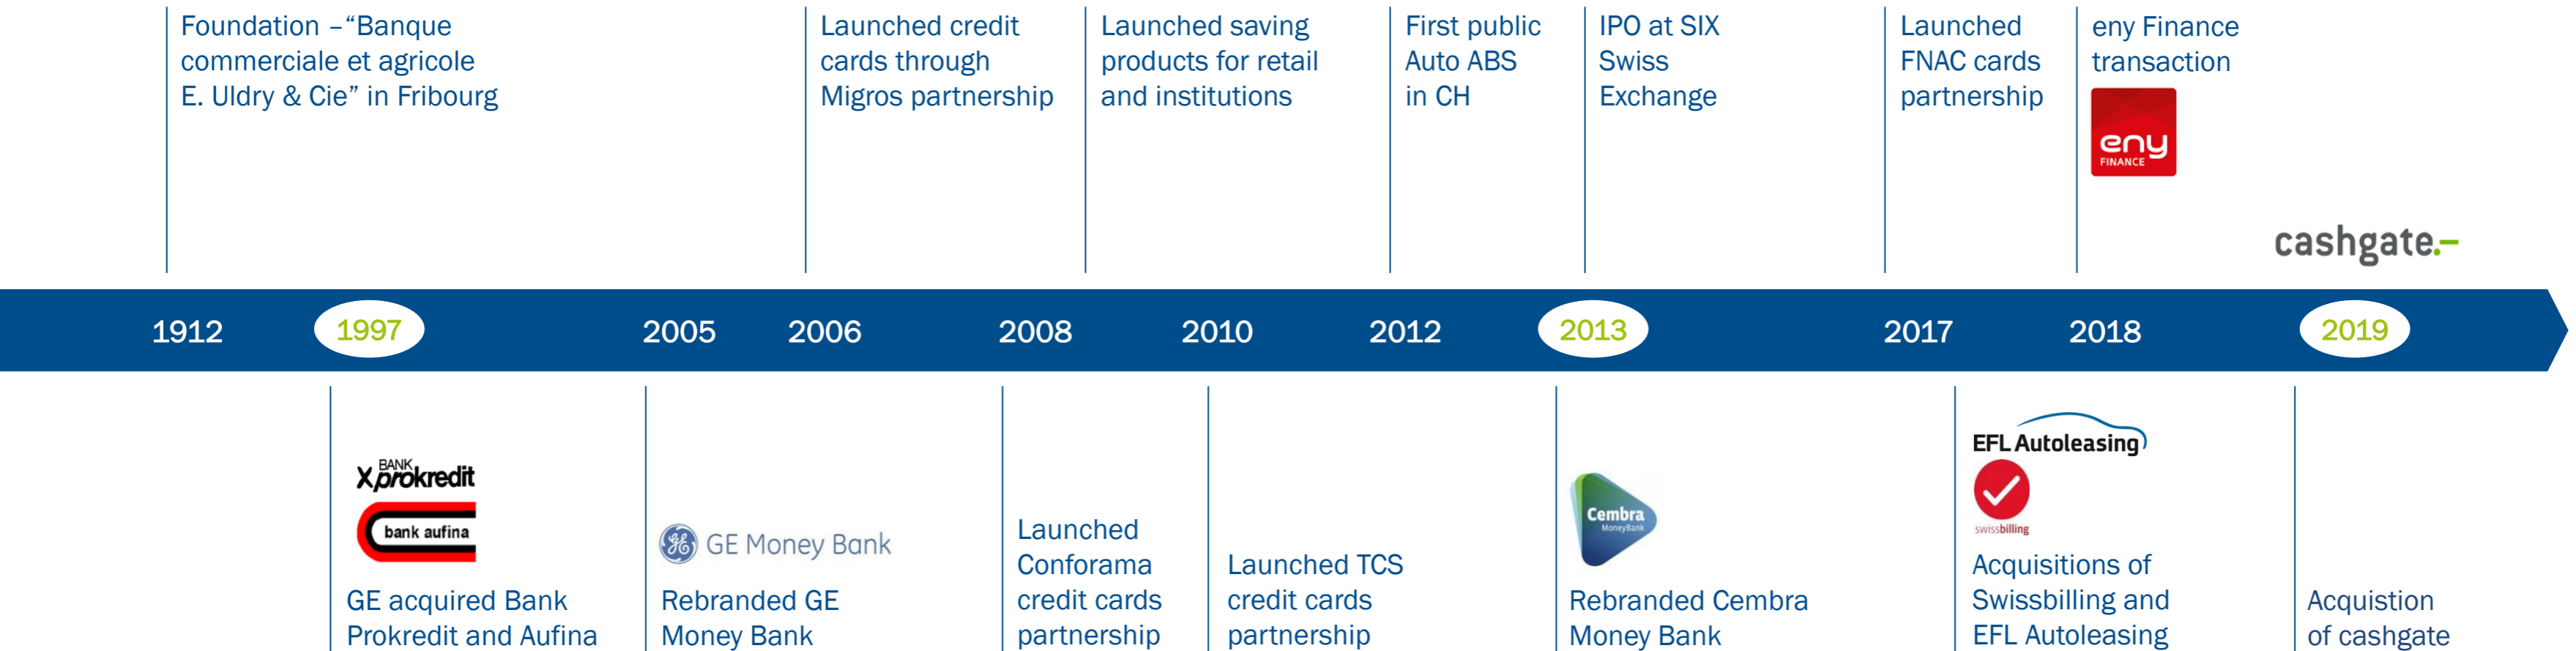 Foundation –“Banque
commerciale et agricole
E. Uldry & Cie” in Fribourg
Launched credit
cards through
Migros partnership
Launched saving
products for retail
and institutions
First public
Auto ABS
in CH
IPO at SIX
Swiss
Exchange
Launched
FNAC cards
partnership
eny Finance
transaction
eny
FINANCE
cashgate.–
1912
1997
2005
2006
2008
2010
2012
2013
2017
2018
2019
BANK
Xprokredit
bank aufina
GE acquired Bank
Prokredit and Aufina
GE GE Money Bank
Rebranded GE
Money Bank
Launched
Conforama
credit cards
partnership
Launched TCS
credit cards
partnership
Cembra
MoneyBank
Rebranded Cembra
Money Bank
EFL Autoleasing
swissbilling
Acquisitions of
Swissbilling and
EFL Autoleasing
Acquistion
of cashgate